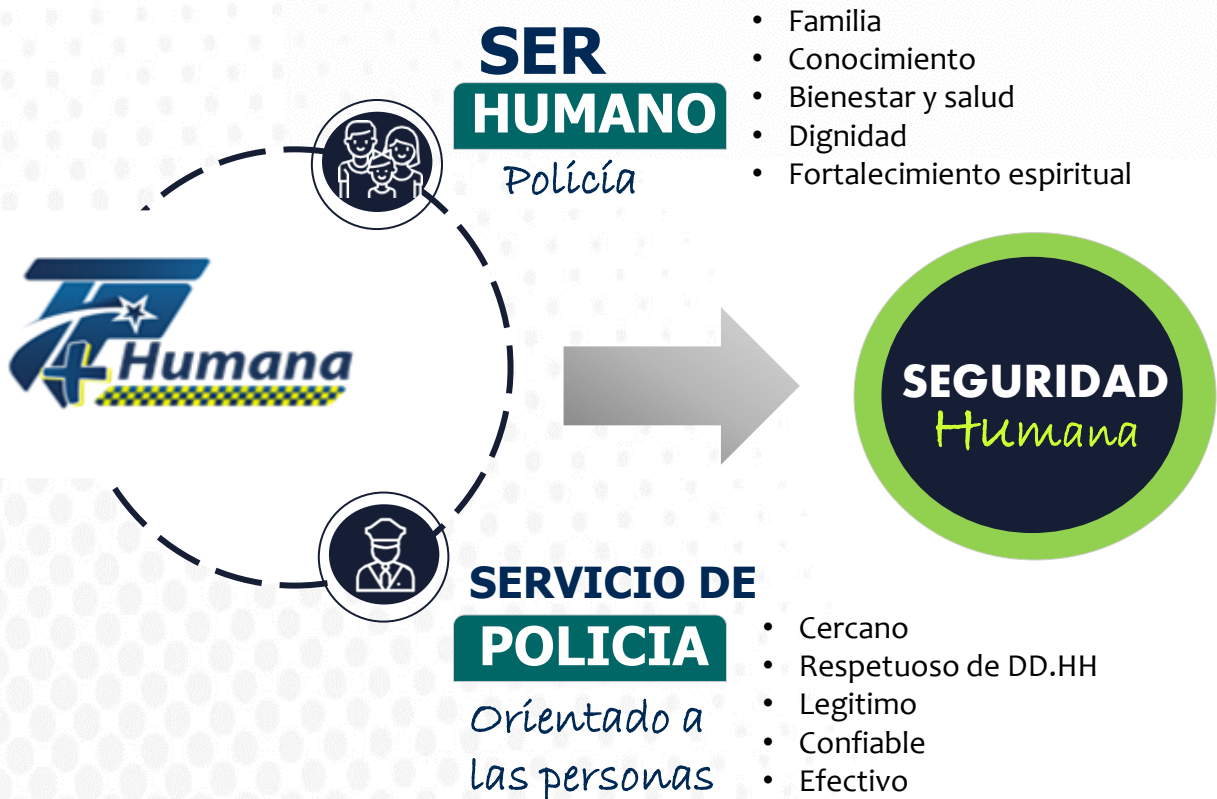 SER
HUMANO
Policía
• Familia
• Conocimiento
• Bienestar y salud
• Dignidad
• Fortalecimiento espiritual
Humana
SEGURIDAD
Humana
SERVICIO DE
POLICIA
Orientado a
las personas
• Cercano
• Respetuoso de DD.HH
• Legitimo
• Confiable
• Efectivo